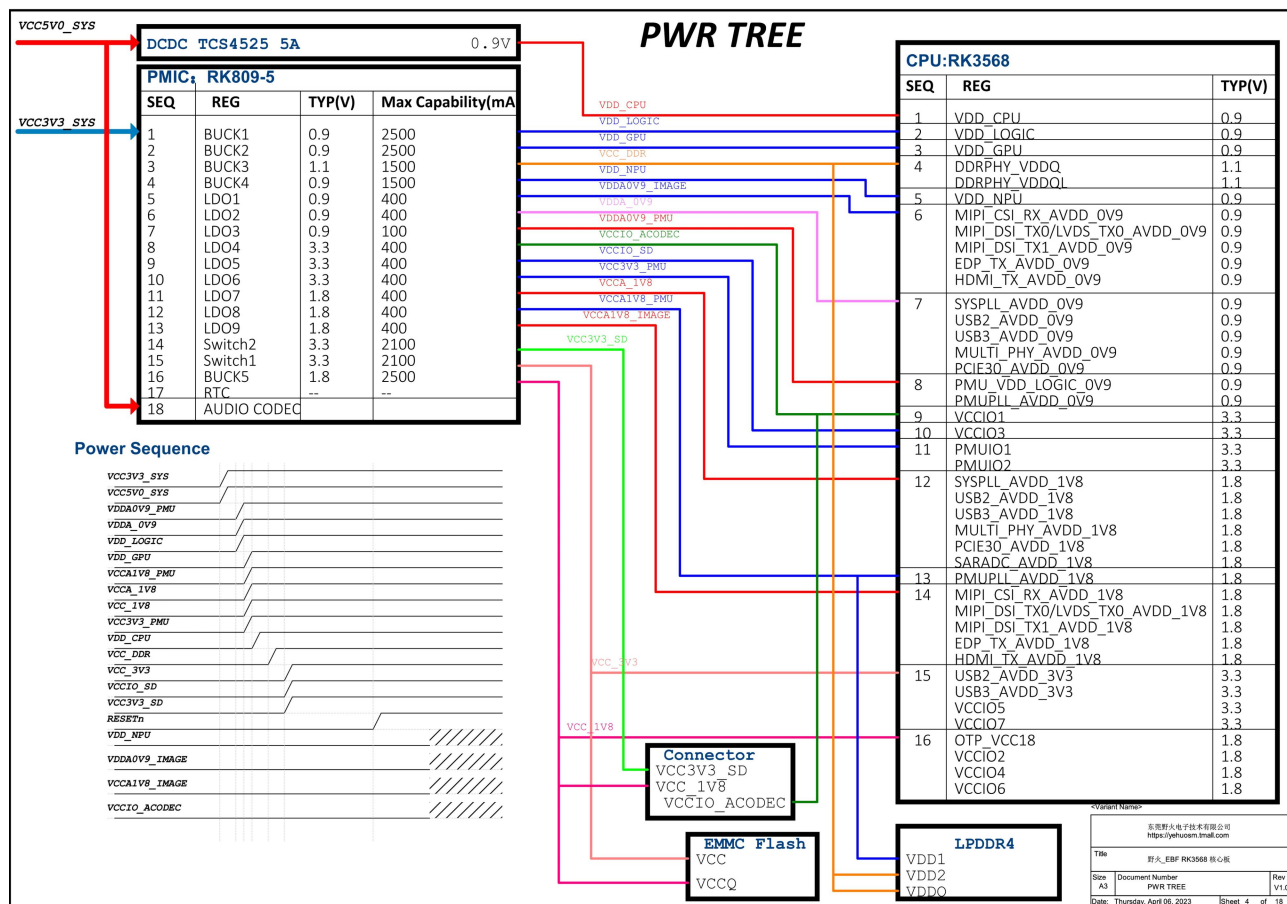 VCC5V0_SYS
PWR TREE
DCDC TCS4525 5A 0.9V
PMIC: RK809-5
SEQ REG TYP(V) Max Capability(mA
VCC3V3_SYS
1 BUCK1 0.9 2500
2 BUCK2 0.9 2500
3 BUCK3 1.1 1500
4 BUCK4 0.9 1500
5 LDO1 0.9 400
6 LDO2 0.9 400
7 LDO3 0.9 100
8 LDO4 3.3 400
9 LDO5 3.3 400
10 LDO6 3.3 400
11 LDO7 1.8 400
12 LDO8 1.8 400
13 LDO9 1.8 400
14 Switch2 3.3 2100
15 Switch1 3.3 2100
16 BUCK5 1.8 2500
17 RTC -- --
18 AUDIO CODEC
VDD_CPU
VDD_LOGIC
VDD_GPU
VCC_DDR
VDD_NPU
VDDA0V9_IMAGE
VDDA_0V9
VDDA0V9_PMU
VCCIO_ACODEC
VCCIO_SD
VCC3V3_PMU
VCCA_1V8
VCCA1V8_PMU
VCCA1V8_IMAGE
VCC3V3_SD
VCC_3V3
VCC_1V8
CPU:RK3568
SEQ REG TYP(V)
1 VDD_CPU 0.9
2 VDD_LOGIC 0.9
3 VDD_GPU 0.9
4 DDRPHY_VDDQ 1.1
DDRPHY_VDDQL 1.1
5 VDD_NPU 0.9
6 MIPI_CSI_RX_AVDD_0V9 0.9
MIPI_DSI_TX0/LVDS_TX0_AVDD_0V9 0.9
MIPI_DSI_TX1_AVDD_0V9 0.9
EDP_TX_AVDD_0V9 0.9
HDMI_TX_AVDD_0V9 0.9
7 SYSPLL_AVDD_0V9 0.9
USB2_AVDD_0V9 0.9
USB3_AVDD_0V9 0.9
MULTI_PHY_AVDD_0V9 0.9
PCIE30_AVDD_0V9 0.9
8 PMU_VDD_LOGIC_0V9 0.9
PMUPLL_AVDD_0V9 0.9
9 VCCIO1 3.3
10 VCCIO3 3.3
11 PMUIO1 3.3
PMUIO2 3.3
12 SYSPLL_AVDD_1V8 1.8
USB2_AVDD_1V8 1.8
USB3_AVDD_1V8 1.8
MULTI_PHY_AVDD_1V8 1.8
PCIE30_AVDD_1V8 1.8
SARADC_AVDD_1V8 1.8
13 PMUPLL_AVDD_1V8 1.8
14 MIPI_CSI_RX_AVDD_1V8 1.8
MIPI_DSI_TX0/LVDS_TX0_AVDD_1V8 1.8
MIPI_DSI_TX1_AVDD_1V8 1.8
EDP_TX_AVDD_1V8 1.8
HDMI_TX_AVDD_1V8 1.8
15 USB2_AVDD_3V3 3.3
USB3_AVDD_3V3 3.3
VCCIO5 3.3
VCCIO7 3.3
16 OTP_VCC18 1.8
VCCIO2 1.8
VCCIO4 1.8
VCCIO6 1.8
Power Sequence
VCC3V3_SYS
VCC5V0_SYS
VDDA0V9_PMU
VDDA_0V9
VDD_LOGIC
VDD_GPU
VCCA1V8_PMU
VCCA_1V8
VCC_1V8
VCC3V3_PMU
VDD_CPU
VCC_DDR
VCC_3V3
VCCIO_SD
VCC3V3_SD
RESETn
VDD_NPU
VDDA0V9_IMAGE
VCCA1V8_IMAGE
VCCIO_ACODEC
Connector
VCC3V3_SD
VCC_1V8
VCCIO_ACODEC
EMMC Flash
VCC
VCCQ
LPDDR4
VDD1
VDD2
VDDQ
<Variant Name>
东莞野火电子技术有限公司
https://yehuosm.tmall.com
Title
野火_EBF RK3568 核心板
Size Document Number Rev
A3 PWR TREE V1.0
Date: Thursday, April 06, 2023 Sheet 4 of 18